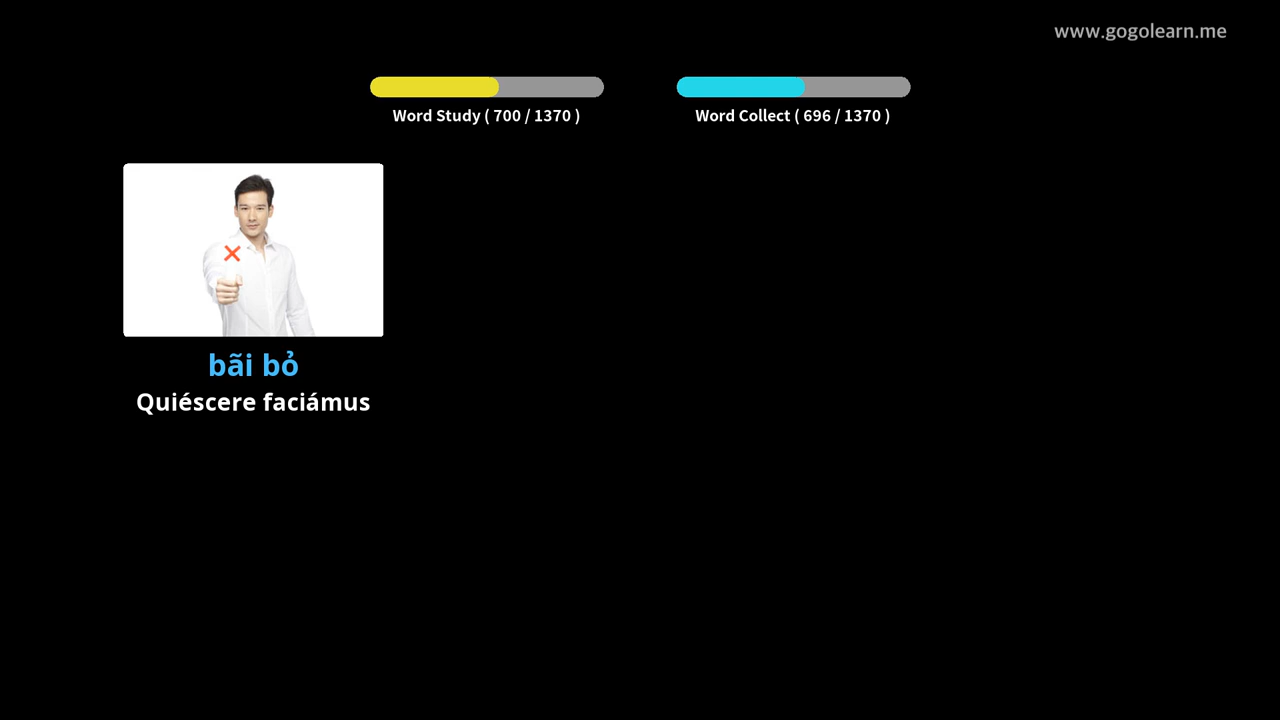 www.gogolearn.me
Word Study ( 700 / 1370 )
Word Collect ( 696 / 1370 )
bãi bỏ
Quiéscere faciámus